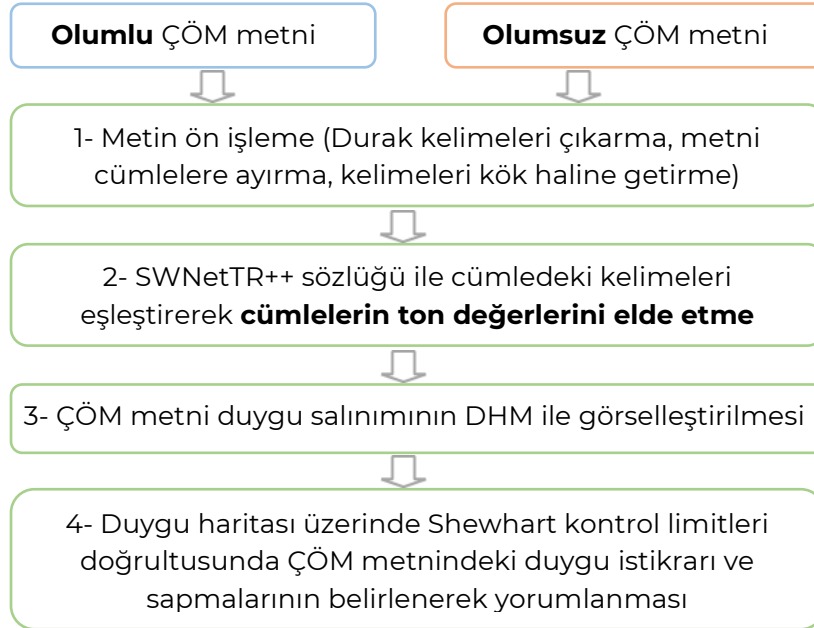 Olumlu ÇÖM metni
Olumsuz ÇÖM metni
1- Metin ön işleme (Durak kelimeleri çıkarma, metni
cümlelere ayırma, kelimeleri kök haline getirme)
2- SWNetTR++ sözlüğü ile cümledeki kelimeleri
eşleştirerek cümlelerin ton değerlerini elde etme
3- ÇÖM metni duygu salınımının DHM ile görselleştirilmesi
4- Duygu haritası üzerinde Shewhart kontrol limitleri
doğrultusunda ÇÖM metnindeki duygu istikrarı ve
sapmalarının belirlenerek yorumlanması